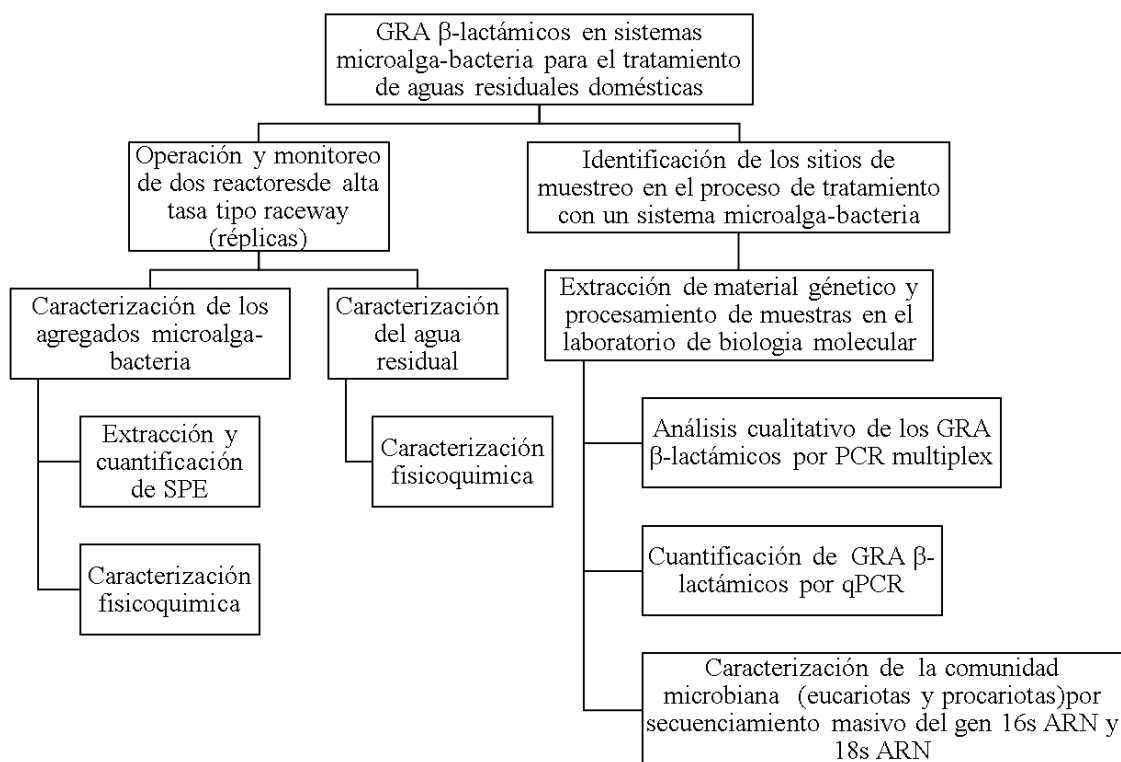 GRA β-lactámicos en sistemas
microalga-bacteria para el tratamiento
de aguas residuales domésticas
Operación y monitoreo
de dos reactoresde alta
tasa tipo raceway
(réplicas)
Identificación de los sitios de
muestreo en el proceso de tratamiento
con un sistema microalga-bacteria
Caracterización de los
agregados microalga-
bacteria
Caracterización
del agua
residual
Extracción de material génetico y
procesamiento de muestras en el
laboratorio de biologia molecular
Extracción y
cuantificación
de SPE
Caracterización
fisicoquimica
Caracterización
fisicoquimica
Análisis cualitativo de los GRA
β-lactámicos por PCR multiplex
Cuantificación de GRA β-
lactámicos por qPCR
Caracterización de la comunidad
microbiana (eucariotas y procariotas)por
secuenciamiento masivo del gen 16s ARN y
18s ARN